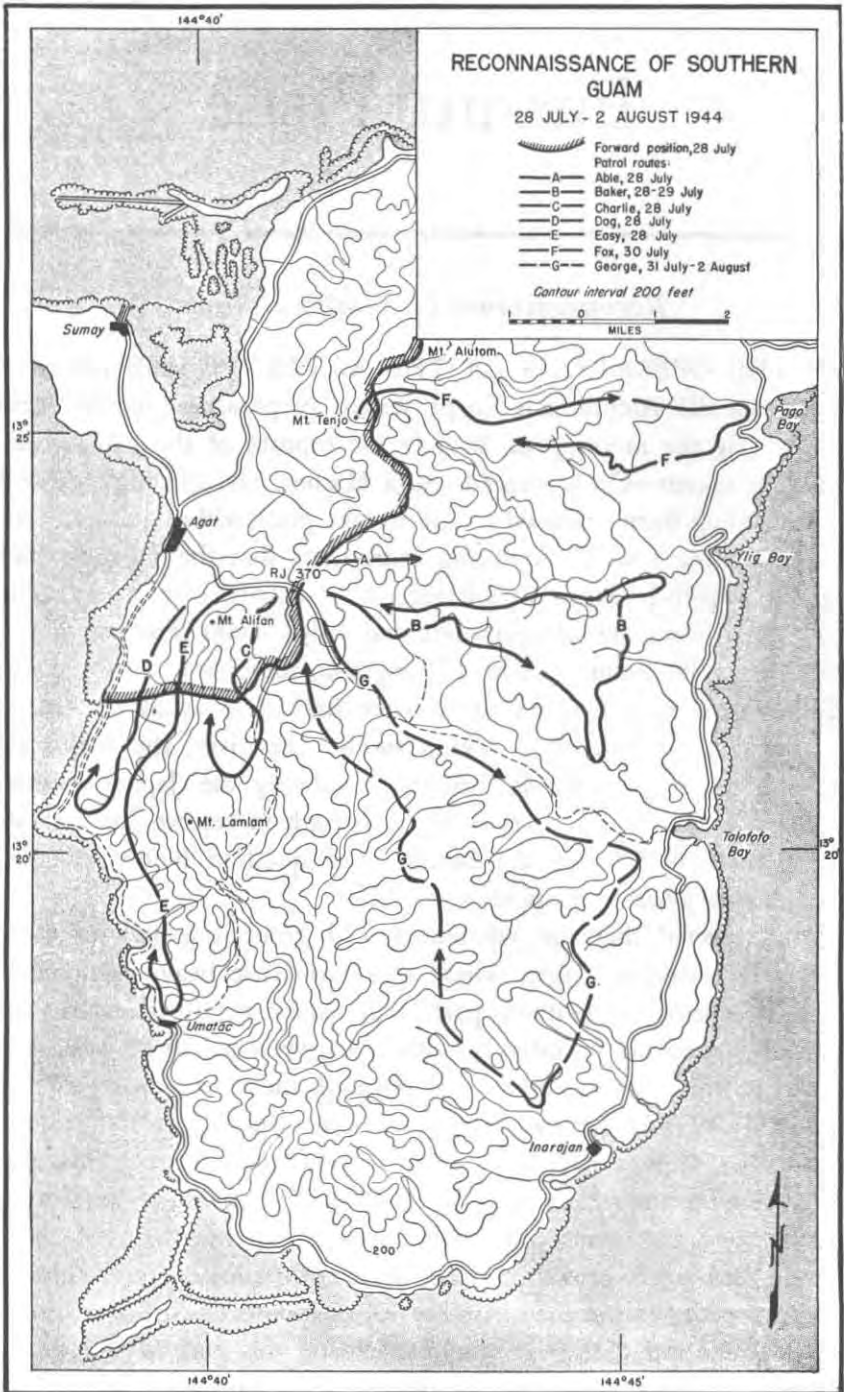 144°40'
RECONNAISSANCE OF SOUTHERN
GUAM
28 JULY - 2 AUGUST 1944
Forward position, 28 July
Patrol routes:
A Able, 28 July
B Baker, 28-29 July
C Charlie, 28 July
D Dog, 28 July
E Easy, 28 July
F Fox, 30 July
G George, 31 July-2 August
Contour interval 200 feet
1 0 2
MILES
Sumay
Mt. Alutom
F
Mt Tenjo
13°
25'
Pago
Bay
F
Agat
RJ 370
A
Ylig Bay
Mt. Alifan
B
B
D
E
C
G
Mt. Lamlam
13°
20'
Talofofo
Bay
13°
20'
G
E
G
Umatac
Inarajan
N
200
144°40'
144°45'